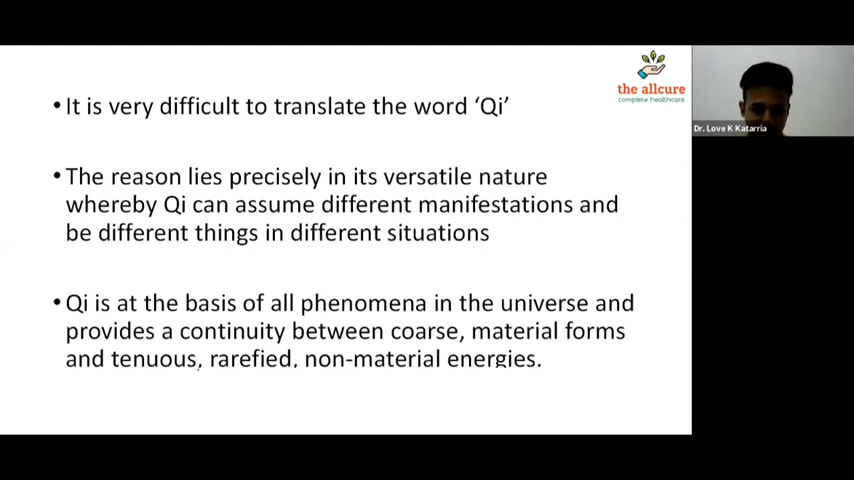 the allcure
complete healthcare
• It is very difficult to translate the word ‘Qi’
• The reason lies precisely in its versatile nature
whereby Qi can assume different manifestations and
be different things in different situations
• Qi is at the basis of all phenomena in the universe and
provides a continuity between coarse, material forms
and tenuous, rarefied, non-material energies.
Dr. Love K Katarria